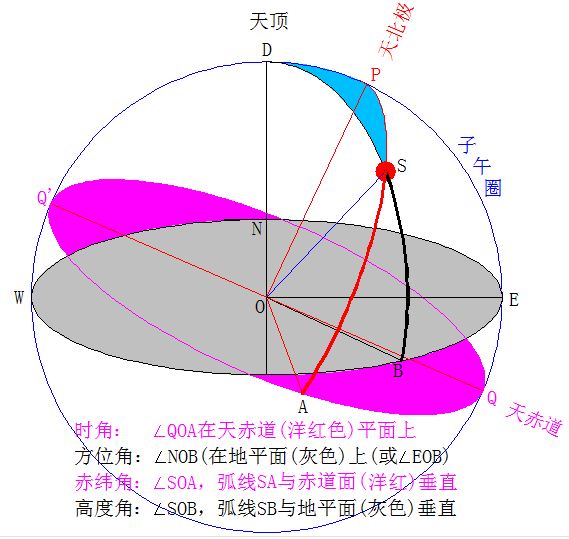 天顶
D
天北极
P
子午圈
S
Q'
N
W
O
E
B
A
Q 天赤道
时角: ∠QOA在天赤道(洋红色)平面上
方位角:∠NOB(在地平面(灰色)上(或∠EOB)
赤纬角:∠SOA, 弧线SA与赤道面(洋红)垂直
高度角:∠SOB, 弧线SB与地平面(灰色)垂直